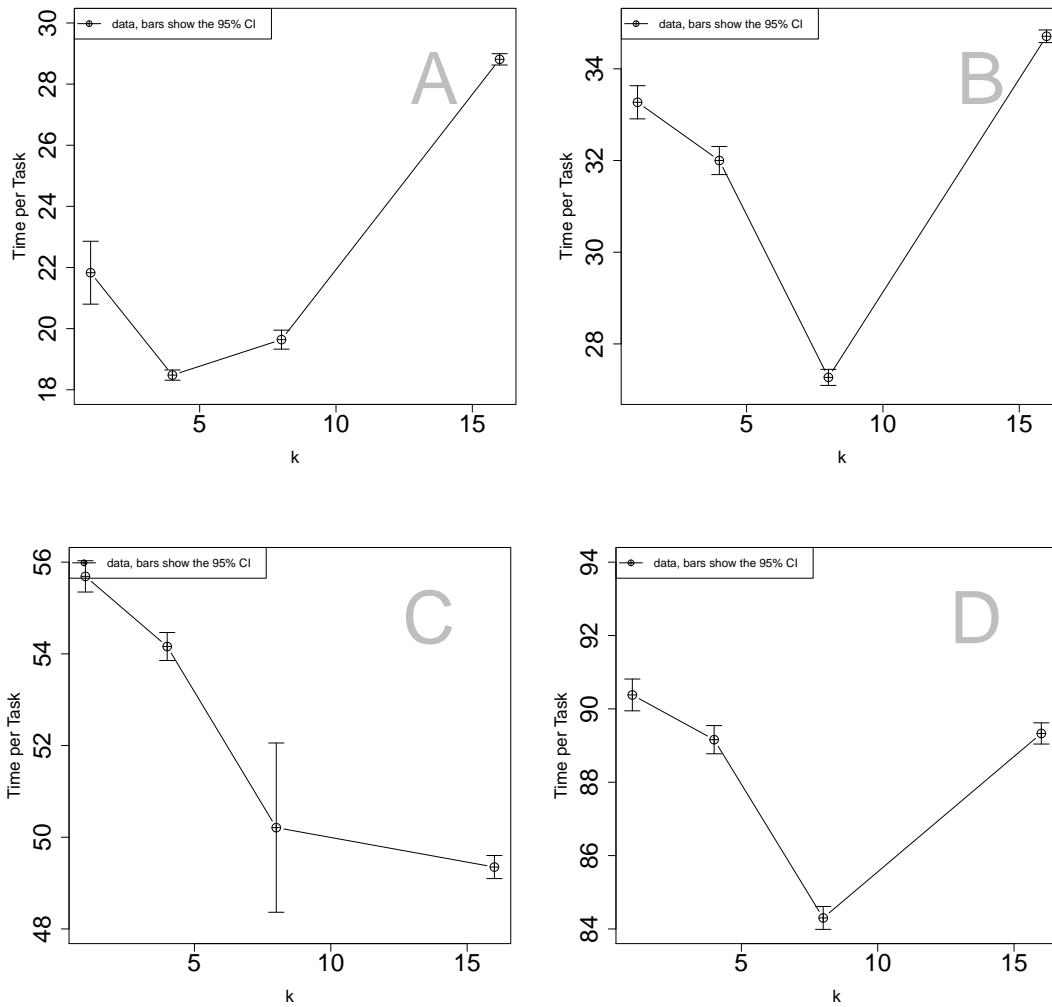 data, bars show the 95% CI
A
30
28
26
24
22
20
18
Time per Task
5
10
15
k
data, bars show the 95% CI
B
34
32
30
28
Time per Task
5
10
15
k
data, bars show the 95% CI
C
56
54
52
50
48
Time per Task
5
10
15
k
data, bars show the 95% CI
D
94
92
90
88
86
84
Time per Task
5
10
15
k